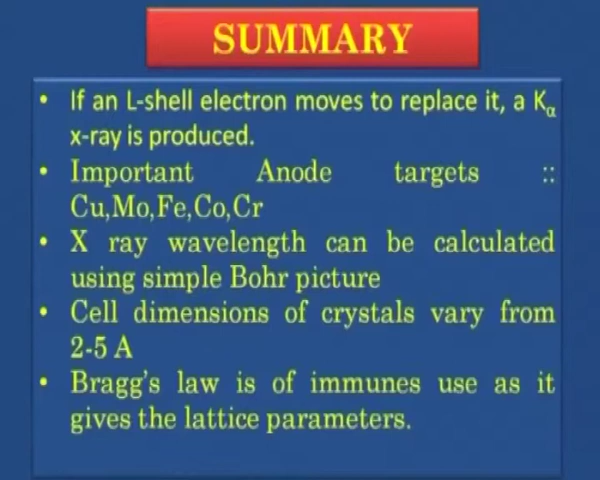 SUMMARY
• If an L-shell electron moves to replace it, a Kα
x-ray is produced.
• Important Anode targets ::
Cu,Mo,Fe,Co,Cr
• X ray wavelength can be calculated
using simple Bohr picture
• Cell dimensions of crystals vary from
2-5 A
• Bragg's law is of immunes use as it
gives the lattice parameters.